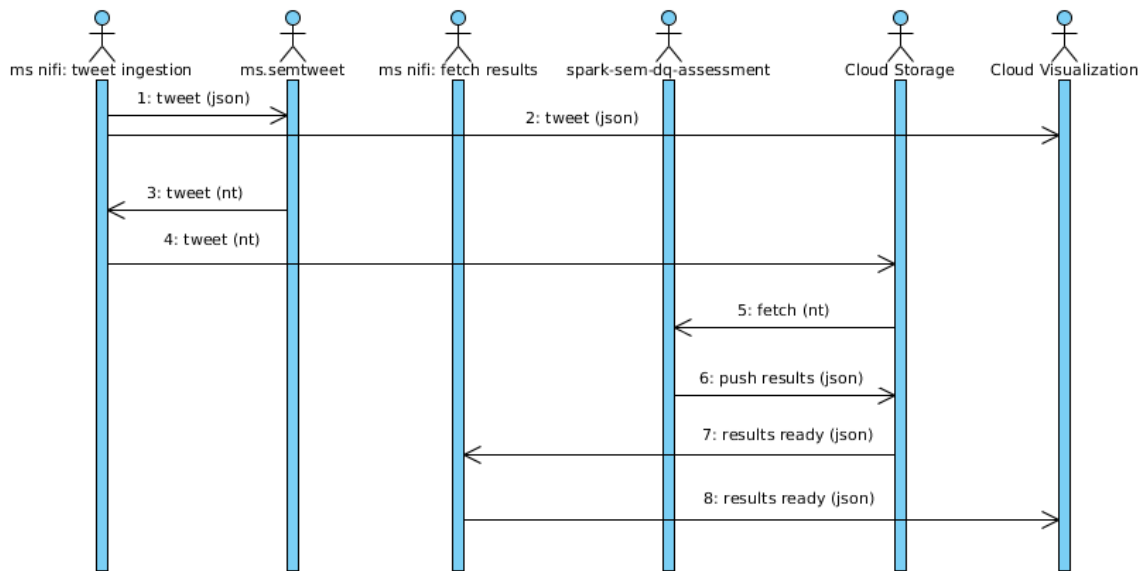 ms nifi: tweet ingestion
ms.semtweet
ms nifi: fetch results
spark-sem-dq-assessment
Cloud Storage
Cloud Visualization
1: tweet (json)
2: tweet (json)
3: tweet (nt)
4: tweet (nt)
5: fetch (nt)
6: push results (json)
7: results ready (json)
8: results ready (json)